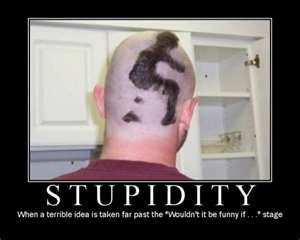 STUPIDITY
When a terrible idea is taken far past the "Wouldn't it be funny if . . ." stage